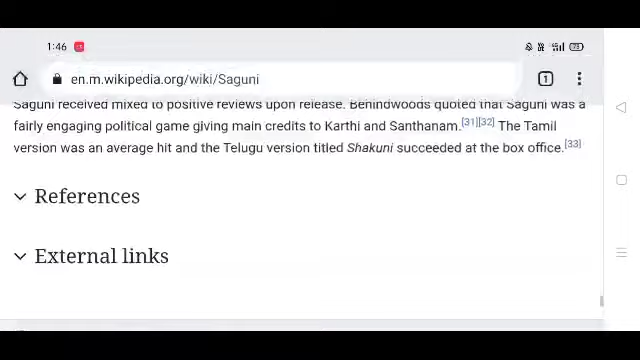 1:46
73
en.m.wikipedia.org/wiki/Saguni
1
Saguni received mixed to positive reviews upon release. Behindwoods quoted that Saguni was a
fairly engaging political game giving main credits to Karthi and Santhanam.[31][32] The Tamil
version was an average hit and the Telugu version titled Shakuni succeeded at the box office.[33]
References
External links